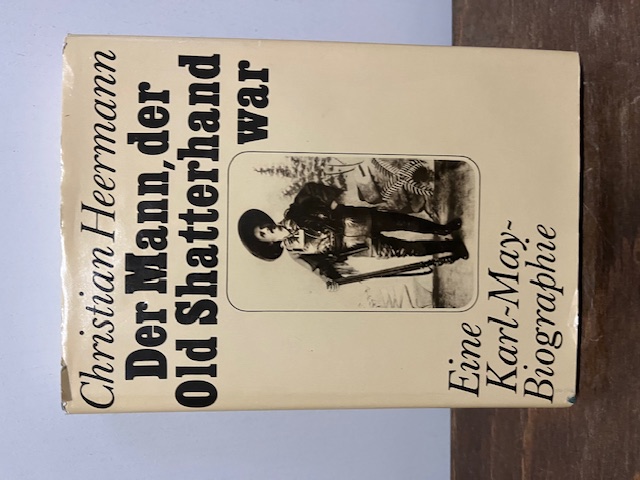 Christian Heermann
Der Mann, der
Old Shatterhand
war
Eine
Karl-May-
Biographie